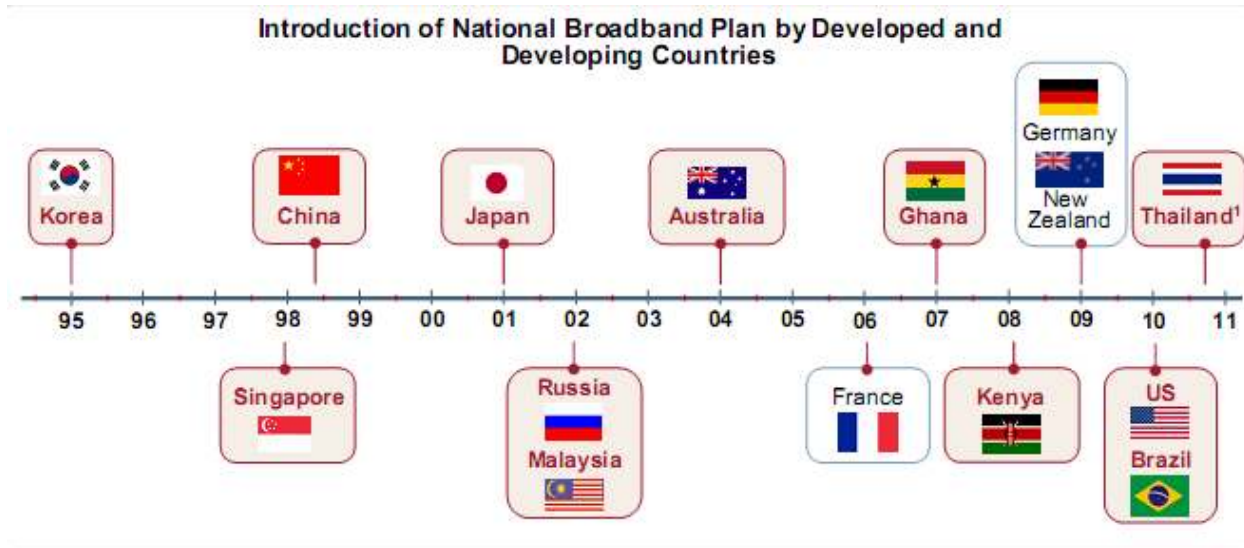 Introduction of National Broadband Plan by Developed and
Developing Countries
Germany
New
Zealand
Korea
China
Japan
Australia
Ghana
Thailand¹
95 96 97 98 99 00 01 02 03 04 05 06 07 08 09 10 11
Singapore
Russia
Malaysia
France
Kenya
US
Brazil